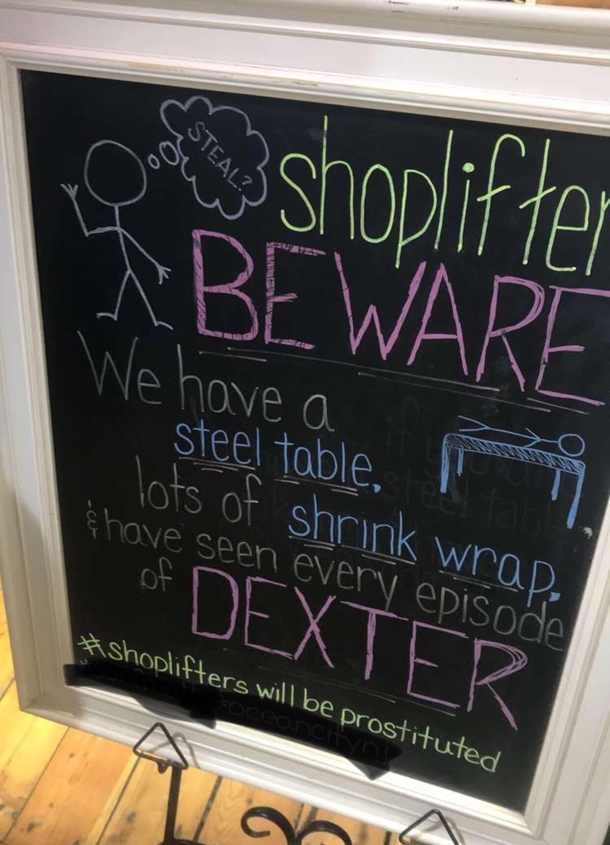 STEAL?
shoplifter
BEWARE
We have a
steel table,
lots of shrink wrap,
& have seen every episode
of DEXTER
#shoplifters will be prostituted
#oceancitynj